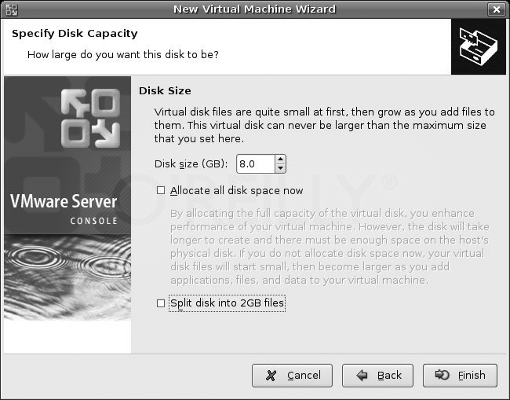 New Virtual Machine Wizard
Specify Disk Capacity
How large do you want this disk to be?
VMware Server
CONSOLE
Disk Size
Virtual disk files are quite small at first, then grow as you add files to
them. This virtual disk can never be larger than the maximum size
that you set here.
Disk size (GB): 8.0
Allocate all disk space now
O'REILLY®
By allocating the full capacity of the virtual disk, you enhance
performance of your virtual machine. However, the disk will take
longer to create and there must be enough space on the host's
physical disk. If you do not allocate disk space now, your virtual
disk files will start small, then become larger as you add
applications, files, and data to your virtual machine.
Split disk into 2GB files
Cancel Back Finish